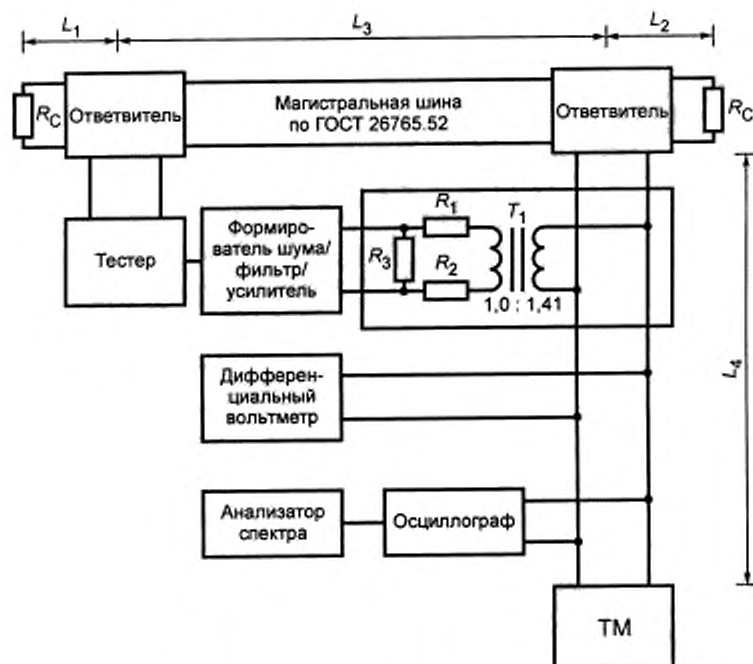 L1
L3
L2
RC
Ответвитель
Магистральная шина
по ГОСТ 26765.52
Ответвитель
RC
Тестер
Формиро-
ватель шума/
фильтр/
усилитель
R3
R1
R2
T1
1,0 : 1,41
L4
Дифферен-
циальный
вольтметр
Анализатор
спектра
Осциллограф
ТМ